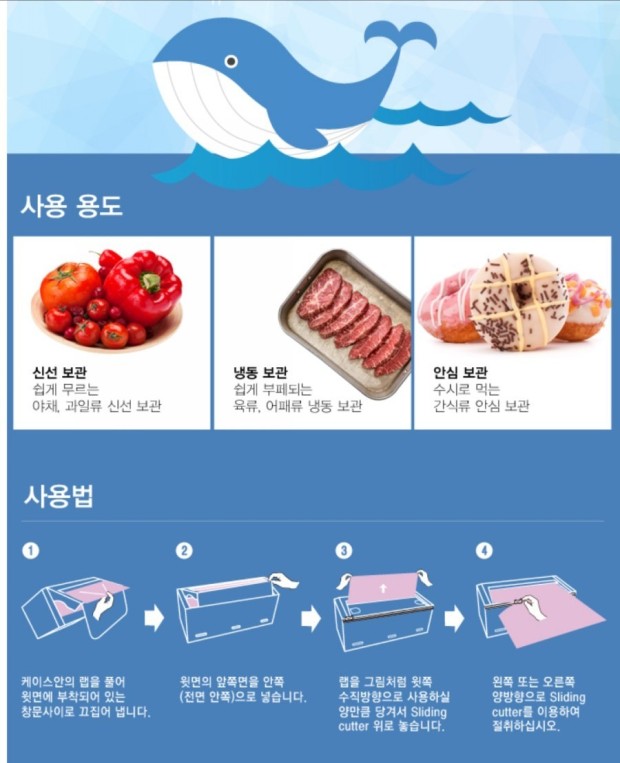 사용 용도
신선 보관
쉽게 무르는
야채, 과일류 신선 보관
냉동 보관
쉽게 부패되는
육류, 어패류 냉동 보관
안심 보관
수시로 먹는
간식류 안심 보관
사용법
1
케이스안의 랩을 풀어
윗면에 부착되어 있는
창문사이로 끄집어 냅니다.
2
윗면의 앞쪽면을 안쪽
(전면 안쪽)으로 넣습니다.
3
랩을 그림처럼 윗쪽
수직방향으로 사용하실
양만큼 당겨서 Sliding
cutter 위로 놓습니다.
4
왼쪽 또는 오른쪽
양방향으로 Sliding
cutter를 이용하여
절취하십시오.